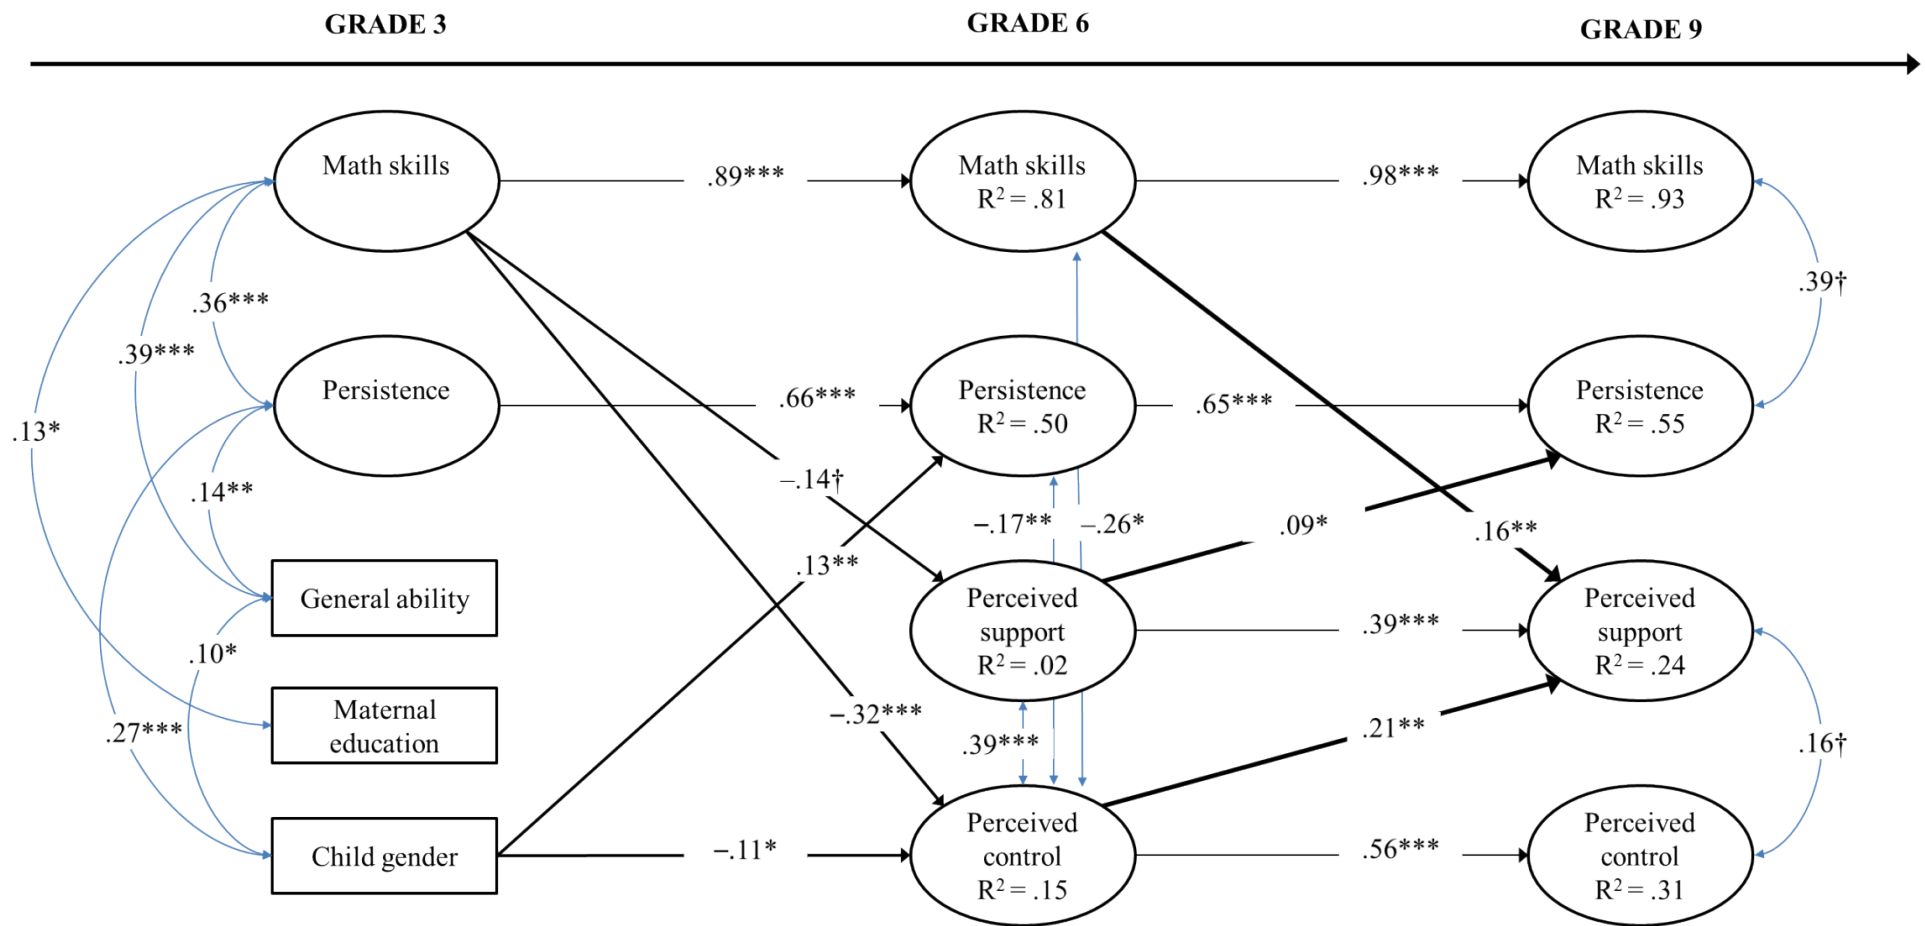 GRADE 3
GRADE 6
GRADE 9
Math skills
.89***
Math skills
R² = .81
.98***
Math skills
R² = .93
.36***
.39***
.13*
.39†
Persistence
.66***
Persistence
R² = .50
.65***
Persistence
R² = .55
.14**
–.14†
.13**
–.17**
–.26*
.09*
.16**
General ability
.10*
Perceived
support
R² = .02
.39***
Perceived
support
R² = .24
Maternal
education
.27***
–.32***
.39***
.21**
.16†
Child gender
–.11*
Perceived
control
R² = .15
.56***
Perceived
control
R² = .31